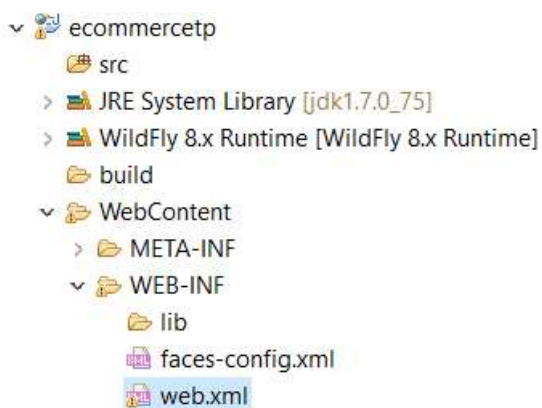 ecommercetp
src
JRE System Library [jdk1.7.0_75]
WildFly 8.x Runtime [WildFly 8.x Runtime]
build
WebContent
META-INF
WEB-INF
lib
faces-config.xml
web.xml